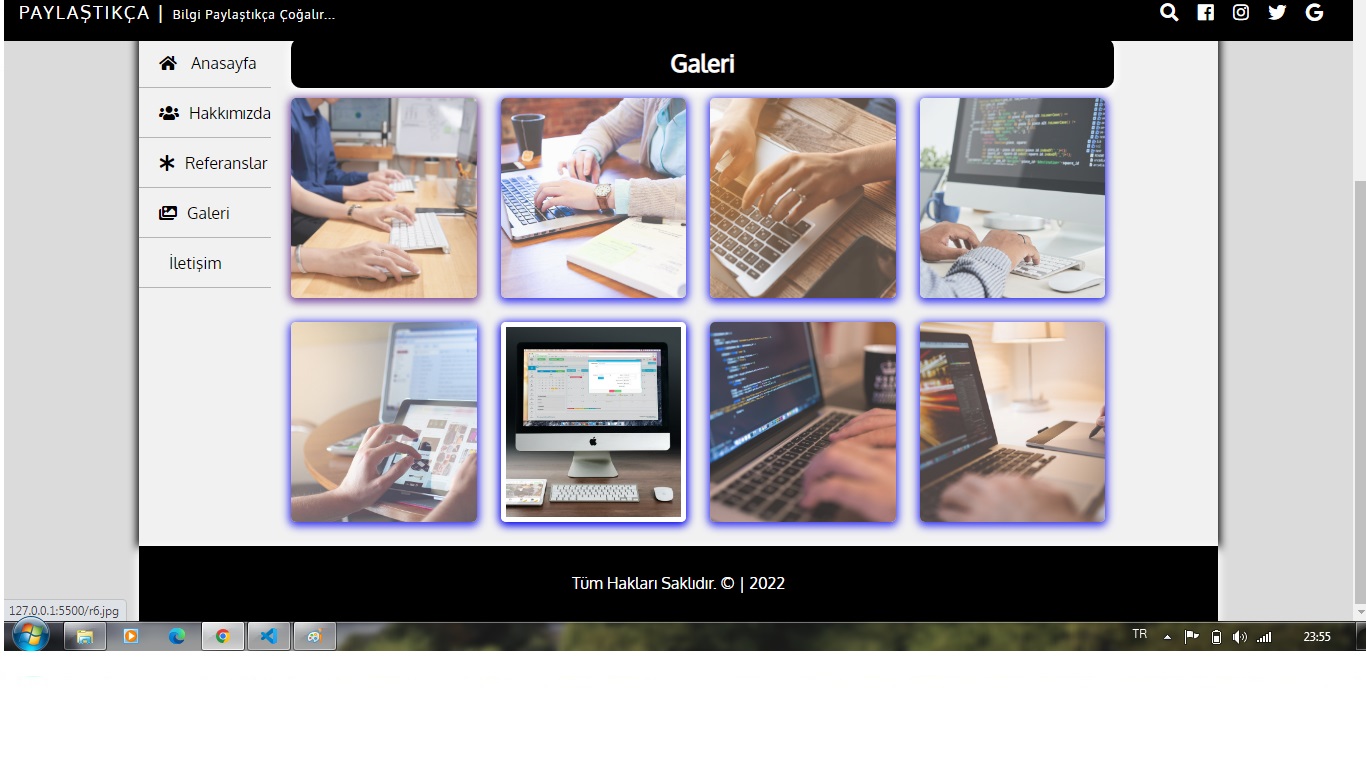 PAYLAŞTIKÇA | Bilgi Paylaştıkça Çoğalır...
Galeri
Anasayfa
Hakkımızda
Referanslar
Galeri
İletişim
Tüm Hakları Saklıdır. © | 2022
127.0.0.1:5500/r6.jpg
TR
23:55